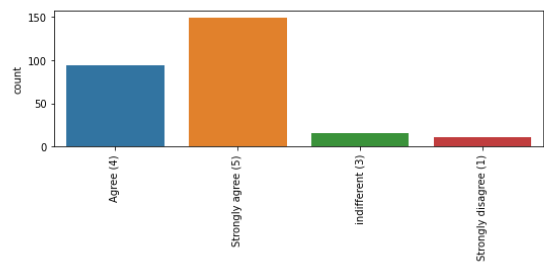 150
100
50
0
count
Agree (4)
Strongly agree (5)
indifferent (3)
Strongly disagree (1)